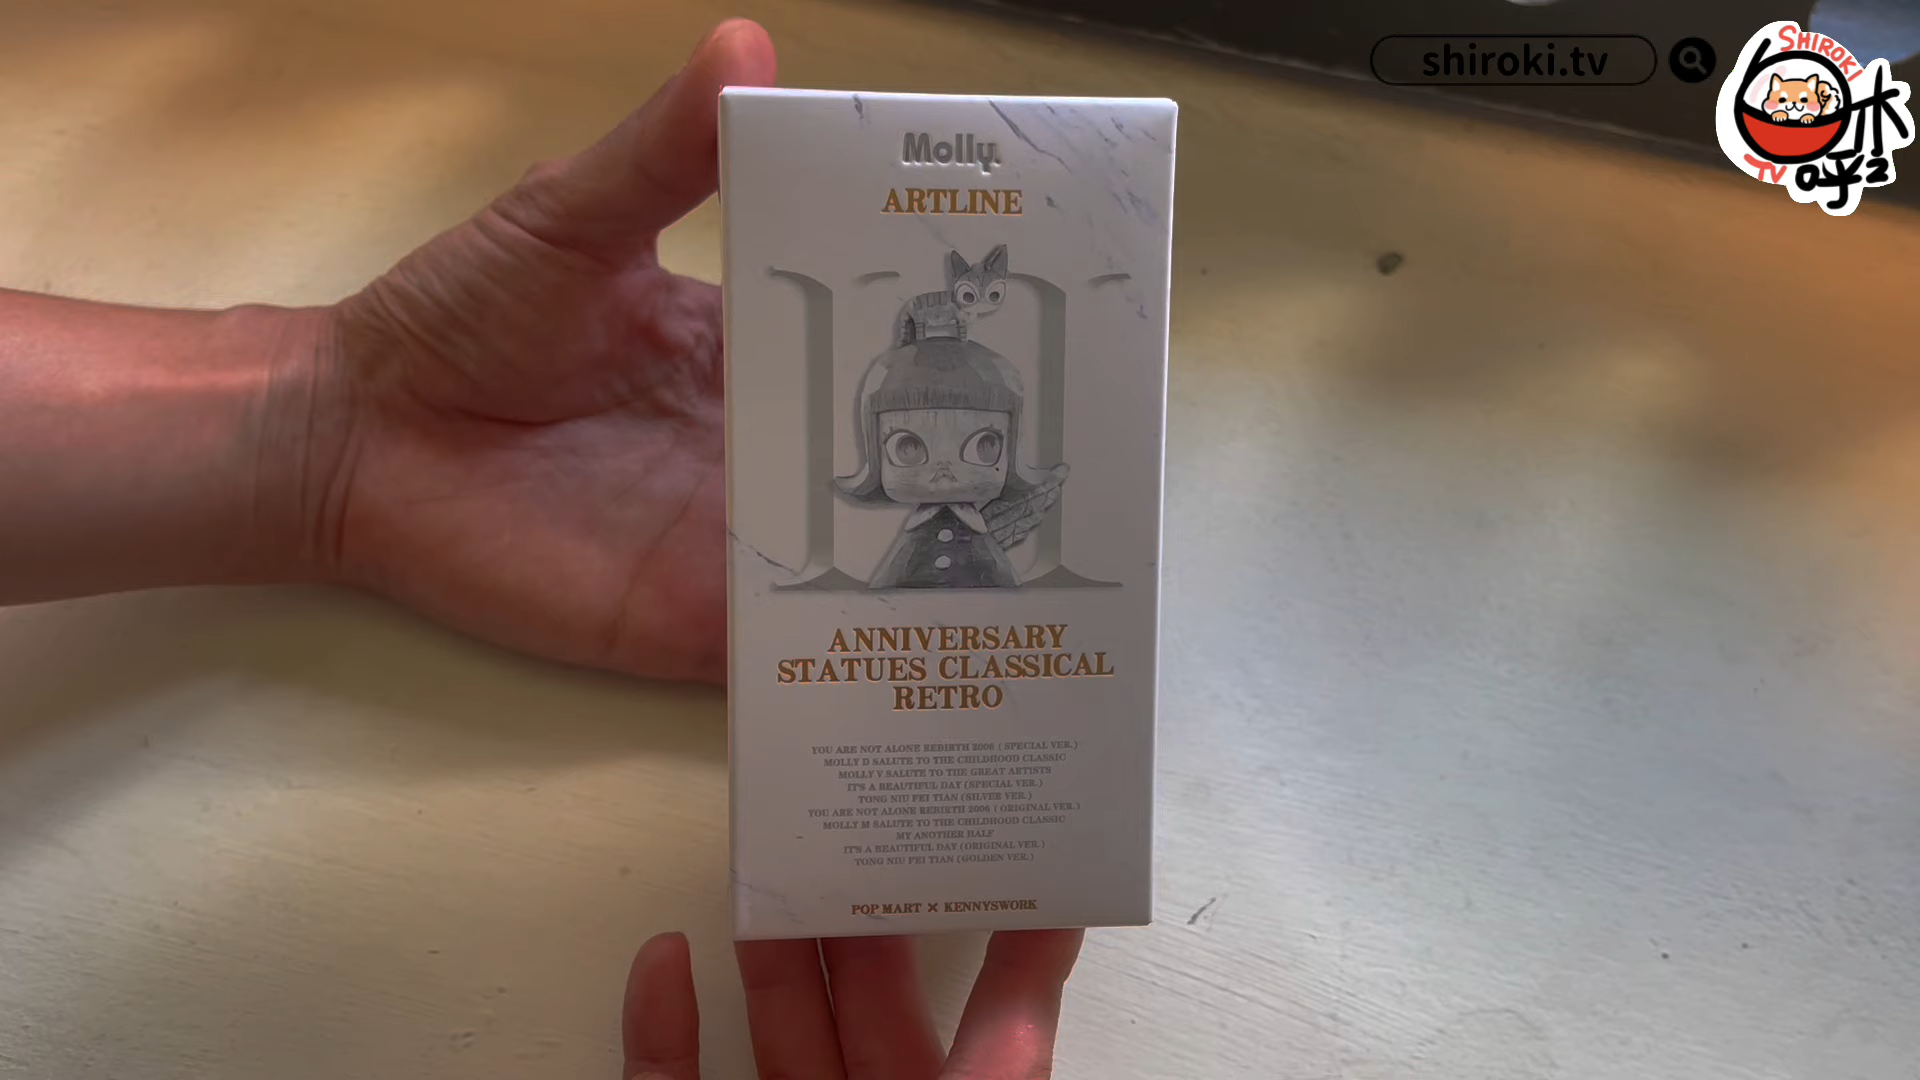 shiroki.tv
SHIROKI
TV
Molly.
ARTLINE
II
ANNIVERSARY
STATUES CLASSICAL
RETRO
YOU ARE NOT ALONE REBIRTH 2006 ( SPECIAL VER.)
MOLLY D SALUTE TO THE CHILDHOOD CLASSIC
MOLLY V SALUTE TO THE GREAT ARTISTS
IT'S A BEAUTIFUL DAY (SPECIAL VER.)
TONG NIU FEI TIAN (SILVER VER.)
YOU ARE NOT ALONE REBIRTH 2006 ( ORIGINAL VER.)
MOLLY M SALUTE TO THE CHILDHOOD CLASSIC
MY ANOTHER HALF
IT'S A BEAUTIFUL DAY (ORIGINAL VER.)
TONG NIU FEI TIAN (GOLDEN VER.)
POP MART × KENNYSWORK